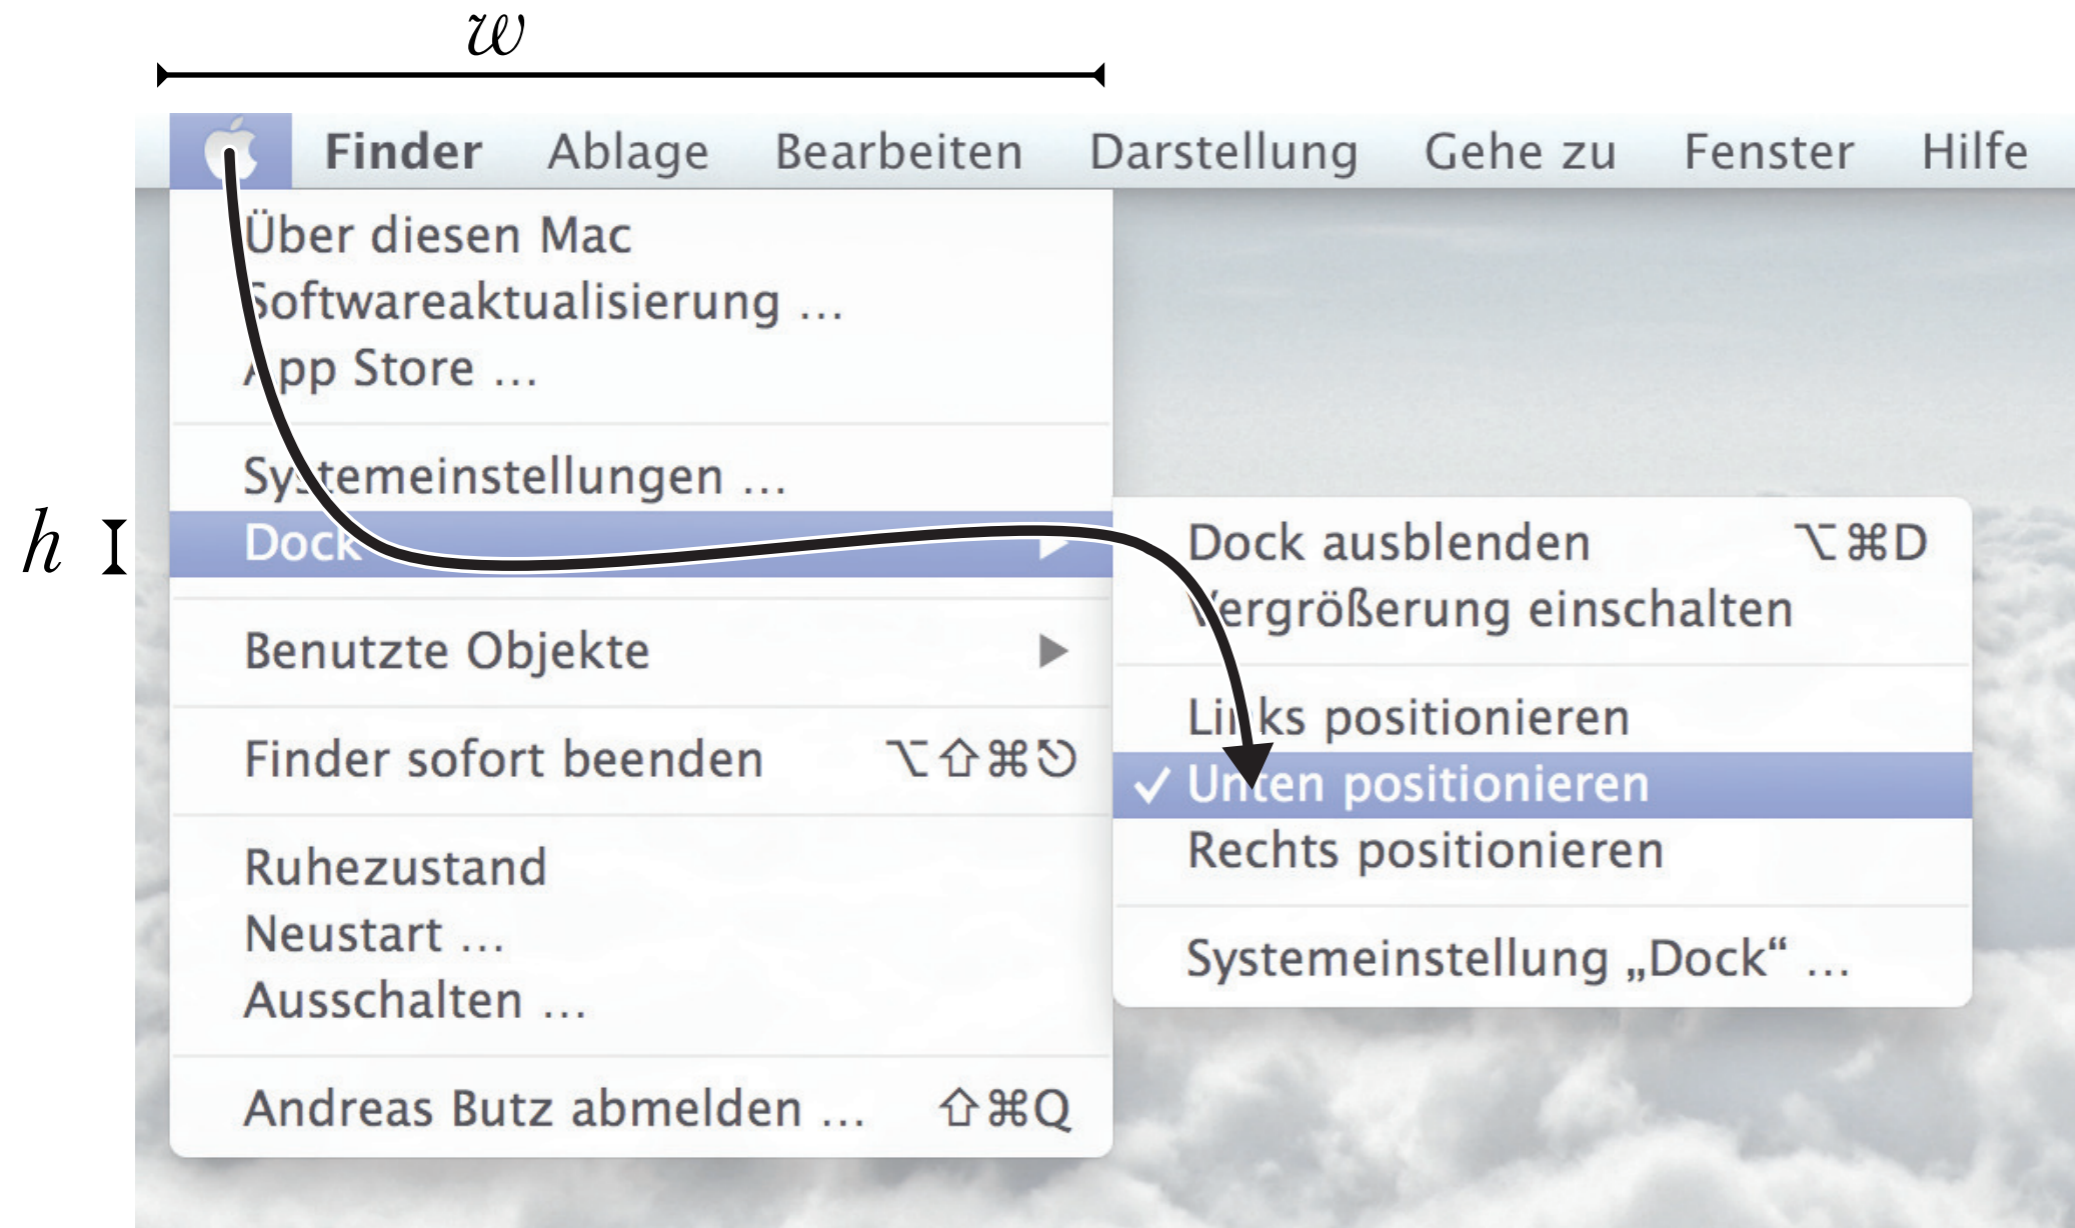 w
Finder Ablage Bearbeiten Darstellung Gehe zu Fenster Hilfe
Über diesen Mac
Softwareaktualisierung …
App Store …
Systemeinstellungen …
h
Dock
Benutzte Objekte
Finder sofort beenden ⌥⇧⌘⎋
Ruhezustand
Neustart …
Ausschalten …
Andreas Butz abmelden … ⇧⌘Q
Dock ausblenden ⌥⌘D
Vergrößerung einschalten
Links positionieren
✓ Unten positionieren
Rechts positionieren
Systemeinstellung „Dock“ …